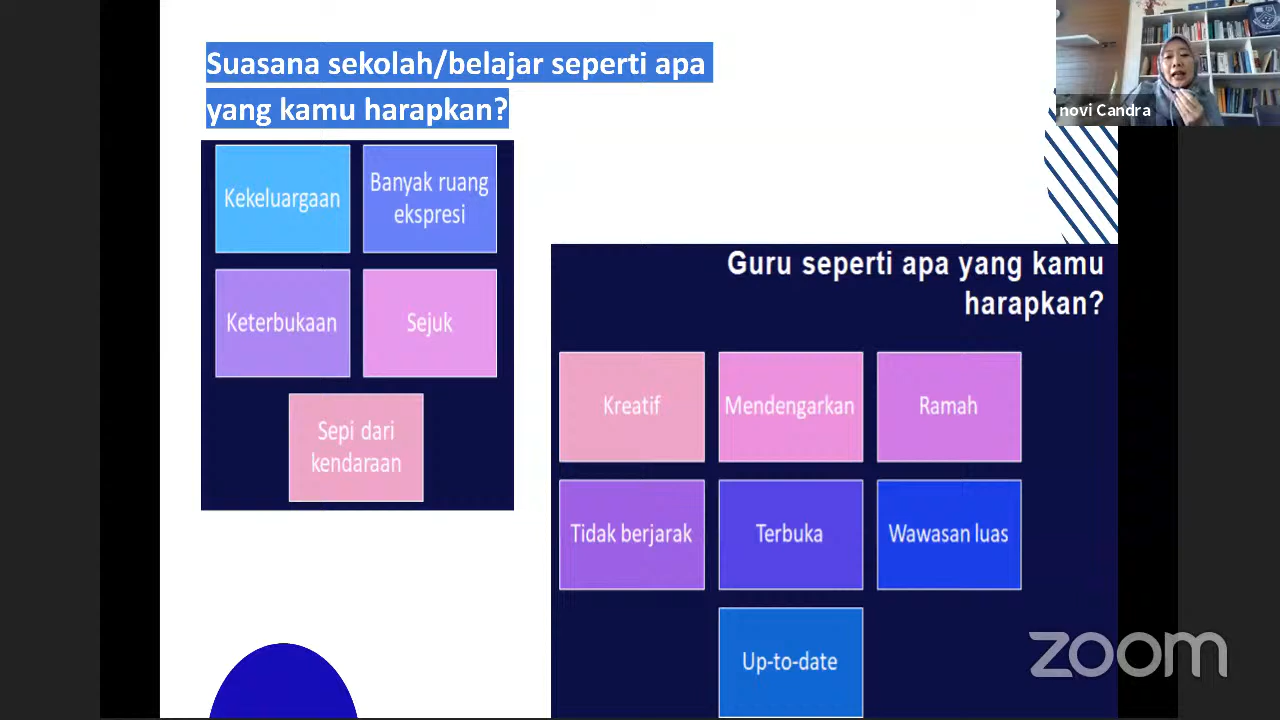 Suasana sekolah/belajar seperti apa
yang kamu harapkan?
Kekeluargaan
Banyak ruang
ekspresi
Keterbukaan
Sejuk
Sepi dari
kendaraan
novi Candra
Guru seperti apa yang kamu
harapkan?
Kreatif
Mendengarkan
Ramah
Tidak berjarak
Terbuka
Wawasan luas
Up-to-date
zoom